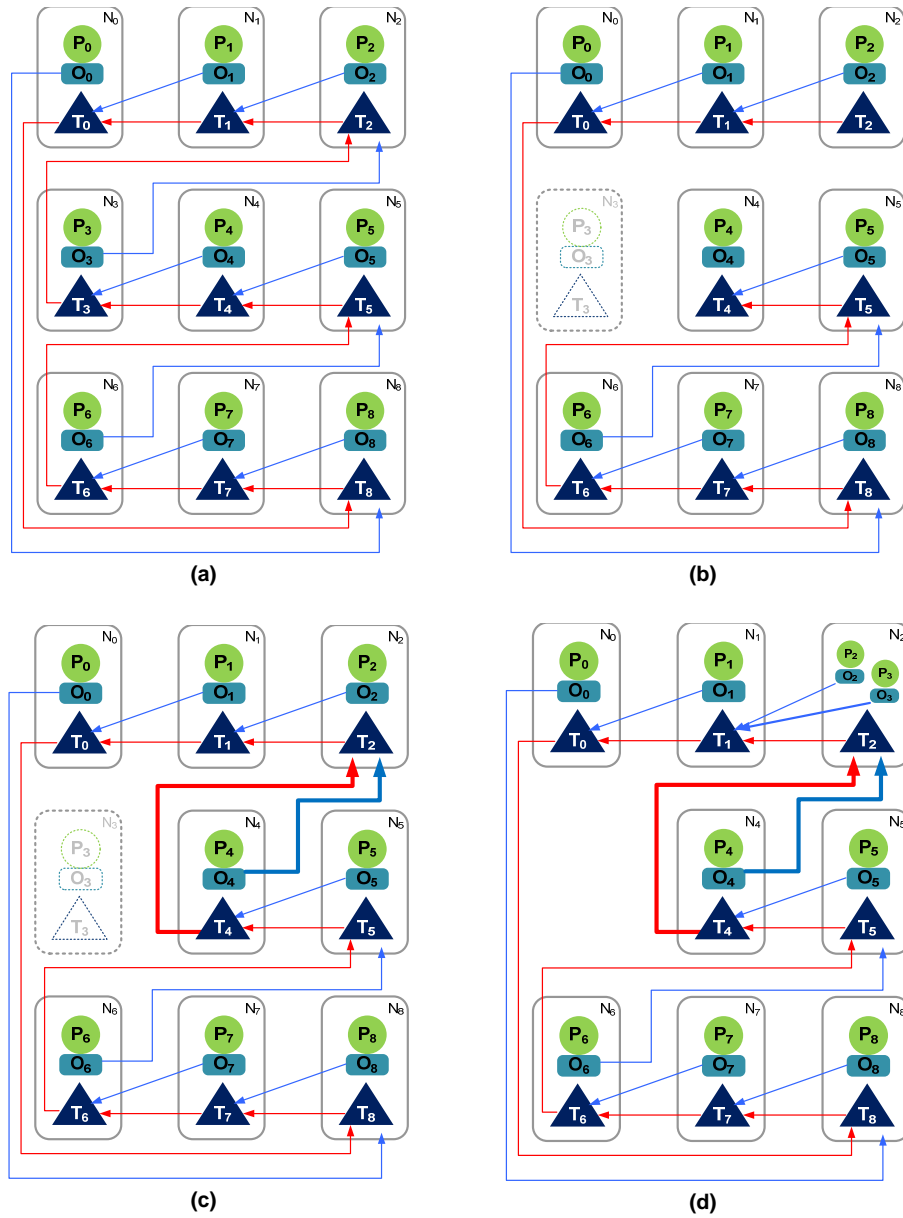 N0 N1 N2
P0 P1 P2
O0 O1 O2
T0 T1 T2
N3 N4 N5
P3 P4 P5
O3 O4 O5
T3 T4 T5
N6 N7 N8
P6 P7 P8
O6 O7 O8
T6 T7 T8
(a)
N0 N1 N2
P0 P1 P2
O0 O1 O2
T0 T1 T2
N3 N4 N5
P3 P4 P5
O3 O4 O5
T3 T4 T5
N6 N7 N8
P6 P7 P8
O6 O7 O8
T6 T7 T8
(b)
N0 N1 N2
P0 P1 P2
O0 O1 O2
T0 T1 T2
N3 N4 N5
P3 P4 P5
O3 O4 O5
T3 T4 T5
N6 N7 N8
P6 P7 P8
O6 O7 O8
T6 T7 T8
(c)
N0 N1 N2
P0 P1 P2 P3
O0 O1 O2 O3
T0 T1 T2
N4 N5
P4 P5
O4 O5
T4 T5
N6 N7 N8
P6 P7 P8
O6 O7 O8
T6 T7 T8
(d)